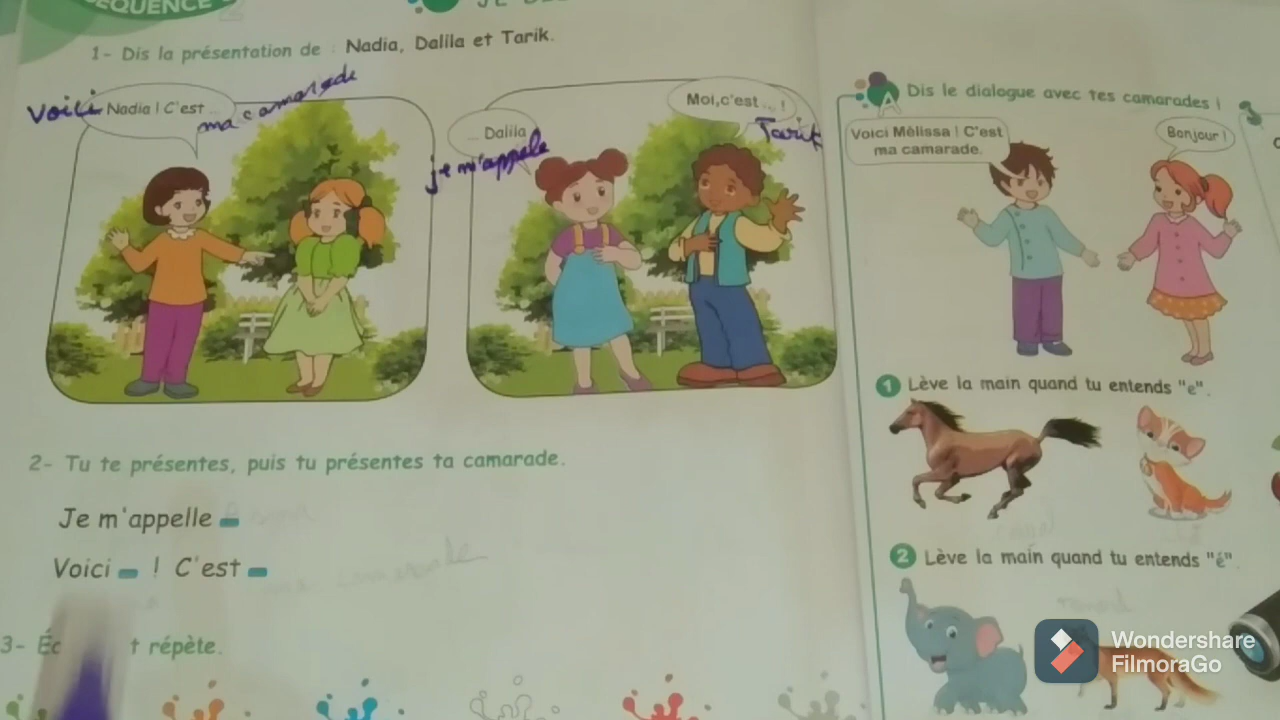 SÉQUENCE
1- Dis la présentation de : Nadia, Dalila et Tarik.
Voici Nadia ! C'est ...
ma camarade
... Dalila
je m'appele
Moi, c'est ... !
Tarik
2- Tu te présentes, puis tu présentes ta camarade.
Je m'appelle
Voici ! C'est
3- t répète.
A Dis le dialogue avec tes camarades !
Voici Mélissa ! C'est
ma camarade.
Bonjour !
1 Lève la main quand tu entends "e".
2 Lève la main quand tu entends "é"
Wondershare
FilmoraGo